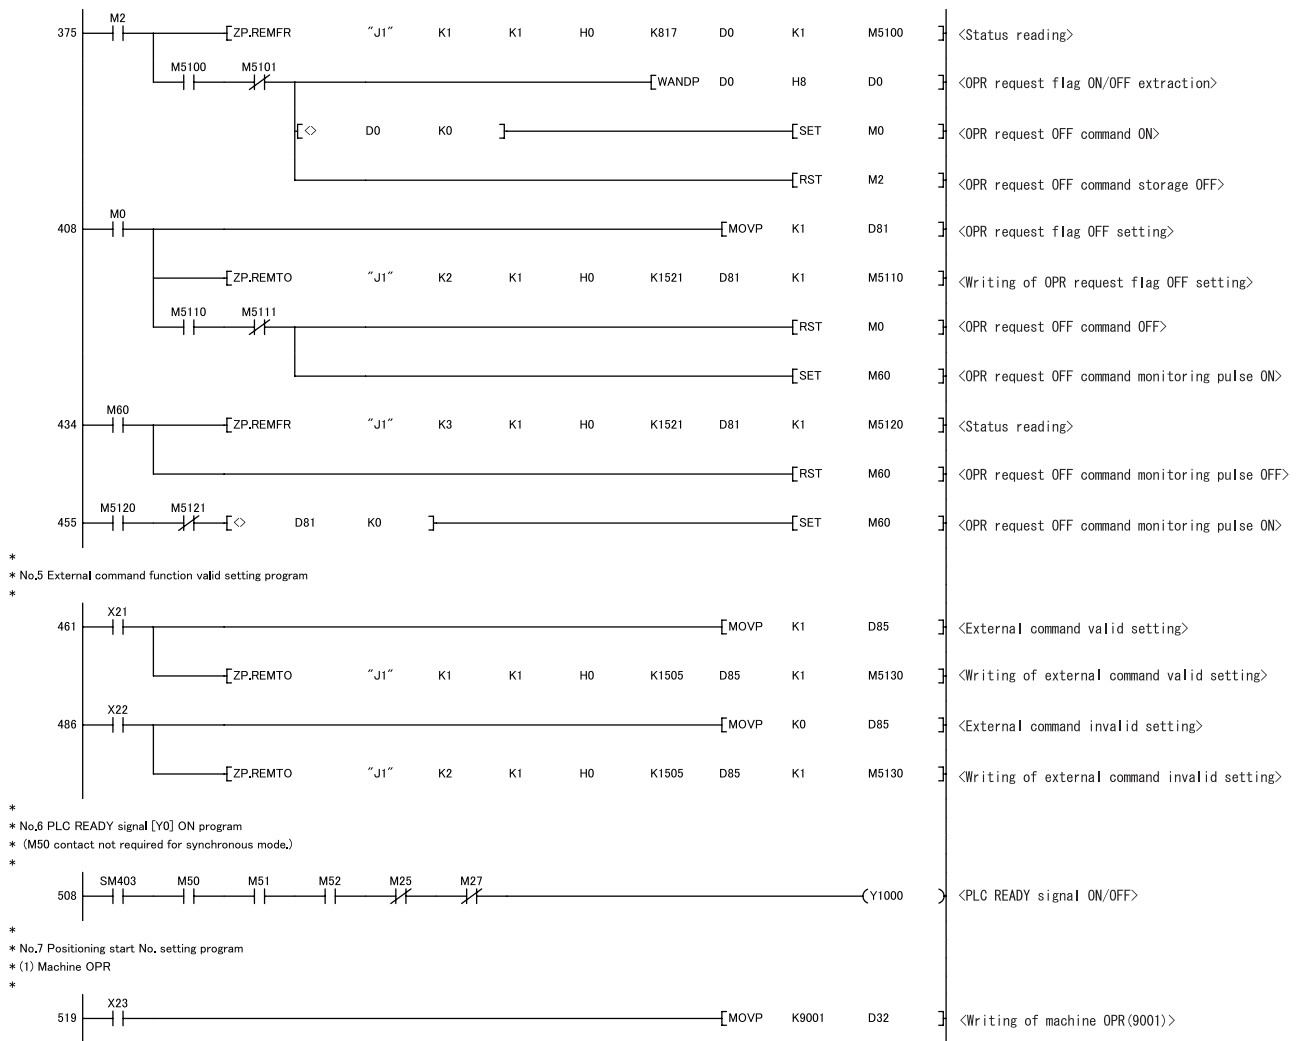 M2
375 ZP.REMFR "J1" K1 K1 H0 K817 D0 K1 M5100 <Status reading>
M5100 M5101
WANDP D0 H8 D0 <OPR request flag ON/OFF extraction>
<> D0 K0 SET M0 <OPR request OFF command ON>
RST M2 <OPR request OFF command storage OFF>
M0
408 MOVP K1 D81 <OPR request flag OFF setting>
ZP.REMTO "J1" K2 K1 H0 K1521 D81 K1 M5110 <Writing of OPR request flag OFF setting>
M5110 M5111
RST M0 <OPR request OFF command OFF>
SET M60 <OPR request OFF command monitoring pulse ON>
M60
434 ZP.REMFR "J1" K3 K1 H0 K1521 D81 K1 M5120 <Status reading>
RST M60 <OPR request OFF command monitoring pulse OFF>
M5120 M5121
455 <> D81 K0 SET M60 <OPR request OFF command monitoring pulse ON>
*
* No.5 External command function valid setting program
*
X21
461 MOVP K1 D85 <External command valid setting>
ZP.REMTO "J1" K1 K1 H0 K1505 D85 K1 M5130 <Writing of external command valid setting>
X22
486 MOVP K0 D85 <External command invalid setting>
ZP.REMTO "J1" K2 K1 H0 K1505 D85 K1 M5130 <Writing of external command invalid setting>
*
* No.6 PLC READY signal [Y0] ON program
* (M50 contact not required for synchronous mode.)
*
SM403 M50 M51 M52 M25 M27
508 Y1000 <PLC READY signal ON/OFF>
*
* No.7 Positioning start No. setting program
* (1) Machine OPR
*
X23
519 MOVP K9001 D32 <Writing of machine OPR(9001)>